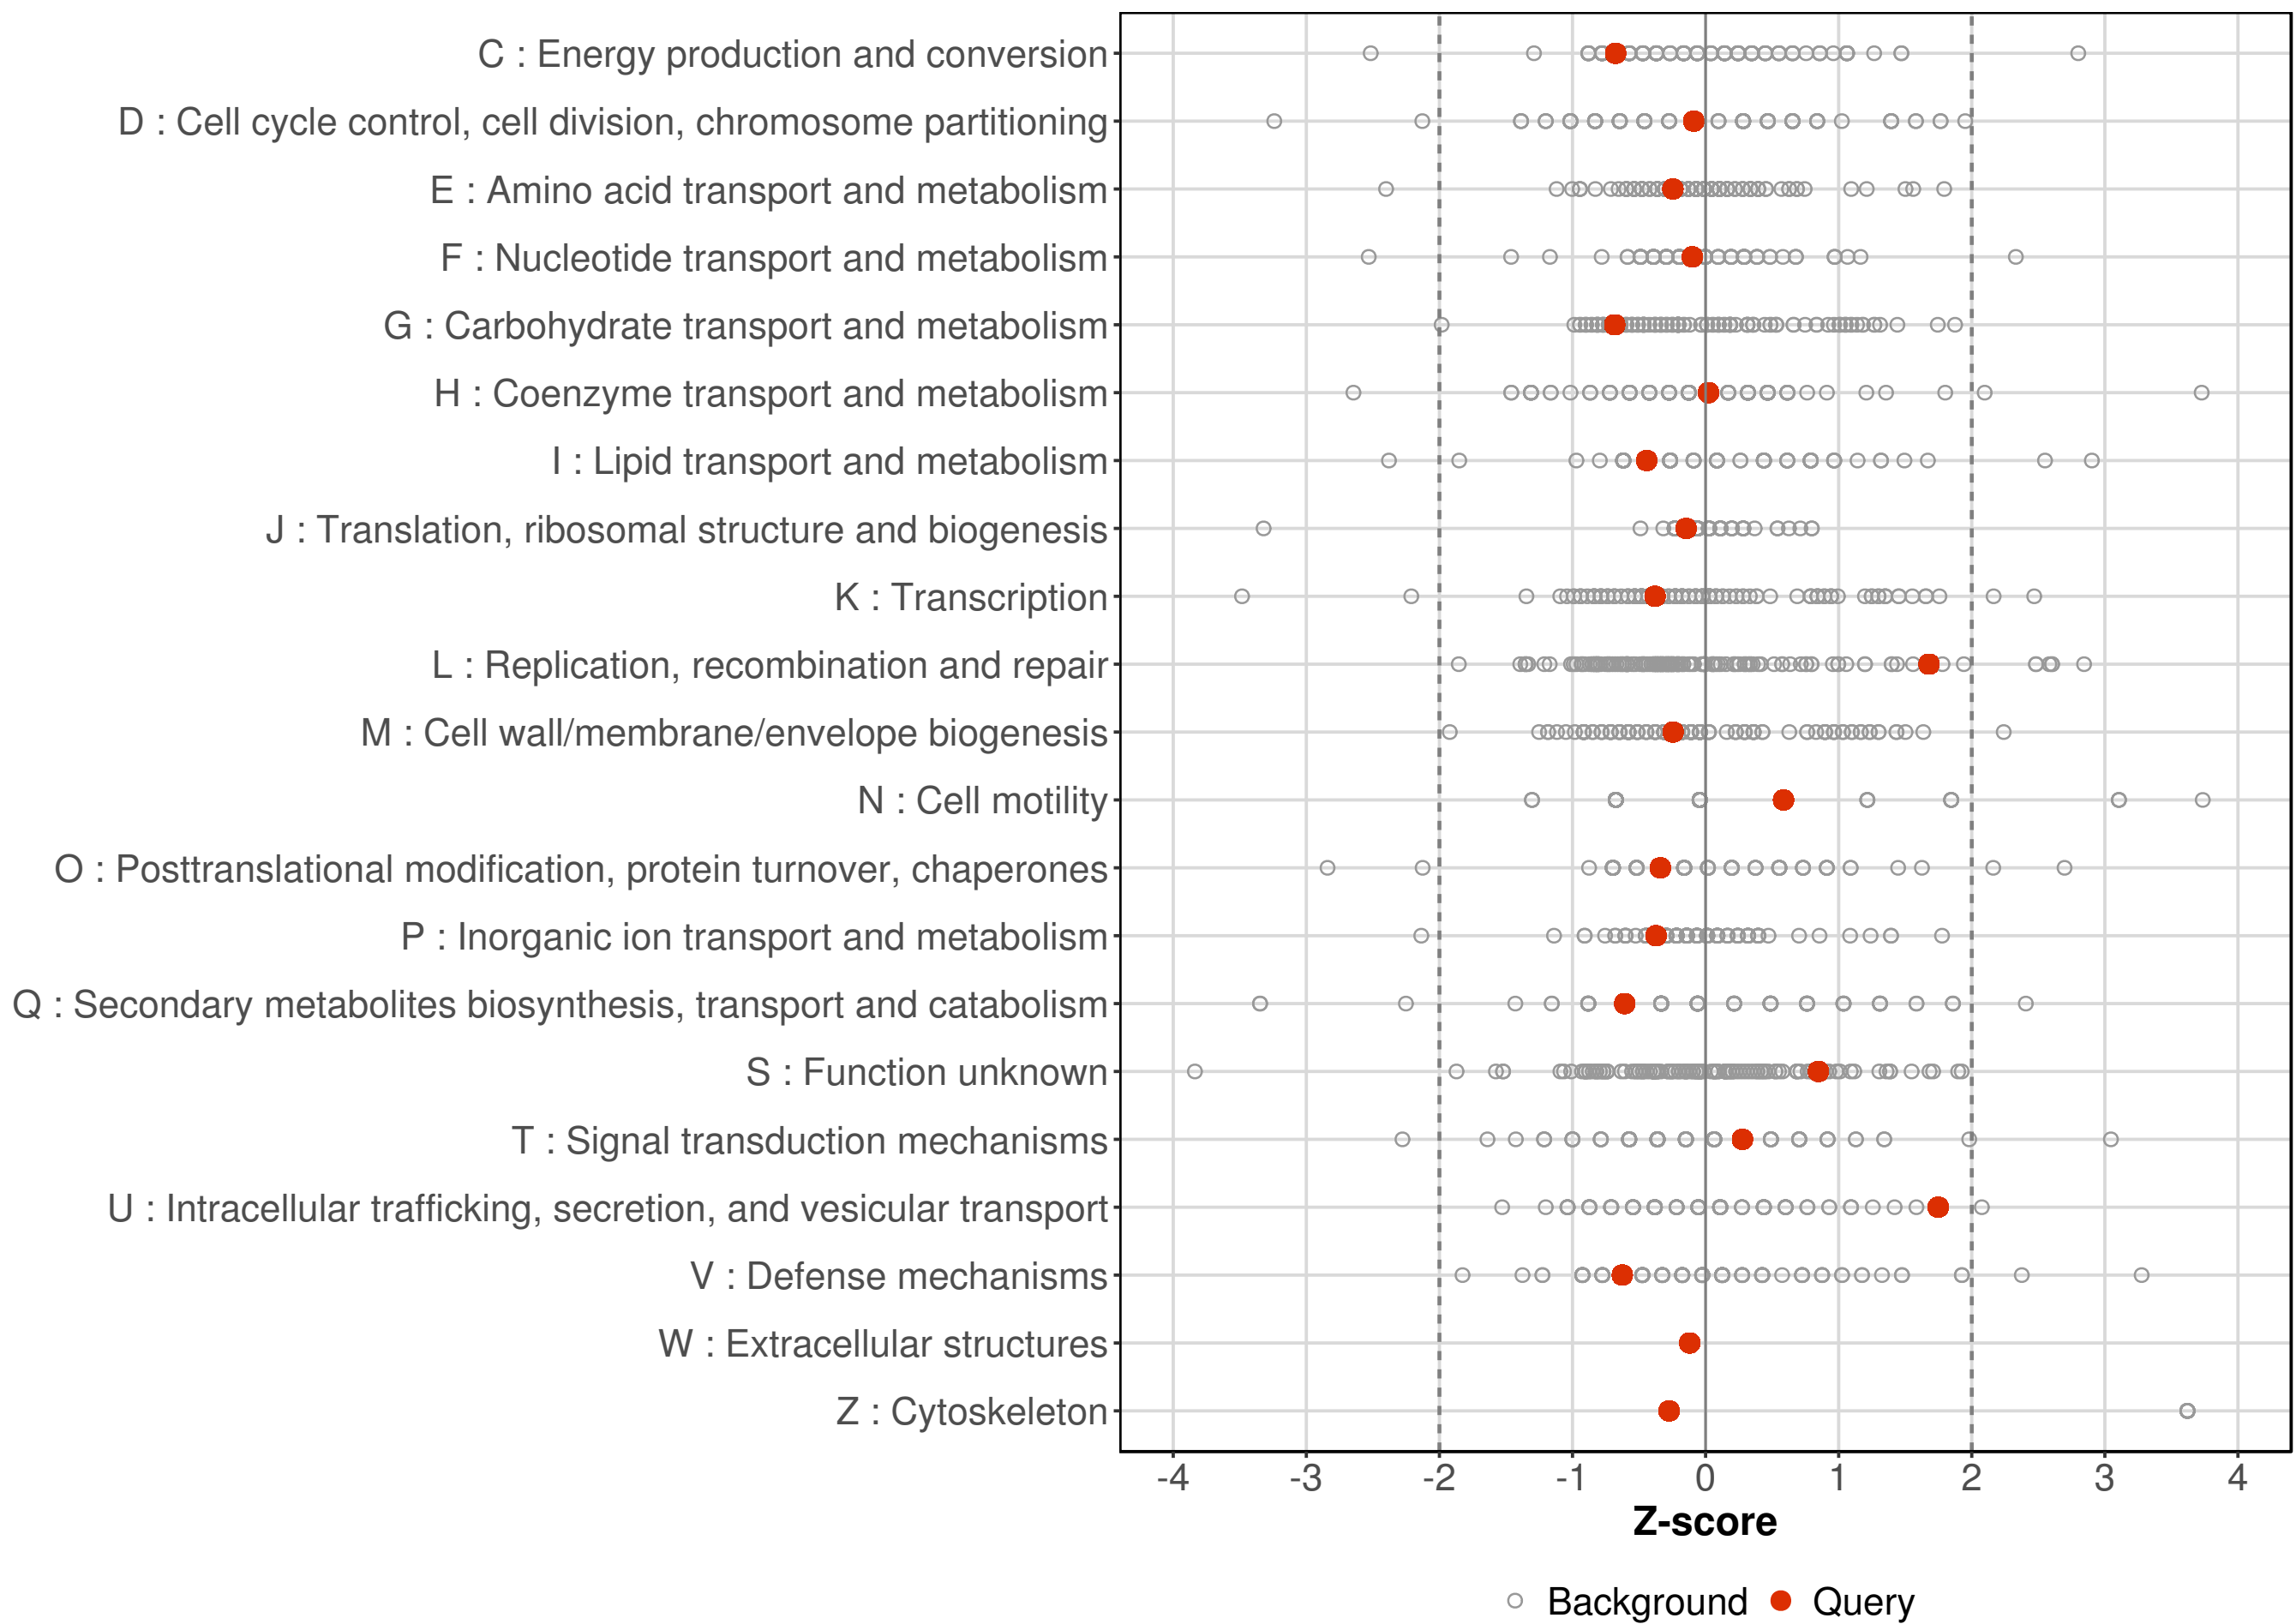 C : Energy production and conversion
D : Cell cycle control, cell division, chromosome partitioning
E : Amino acid transport and metabolism
F : Nucleotide transport and metabolism
G : Carbohydrate transport and metabolism
H : Coenzyme transport and metabolism
I : Lipid transport and metabolism
J : Translation, ribosomal structure and biogenesis
K : Transcription
L : Replication, recombination and repair
M : Cell wall/membrane/envelope biogenesis
N : Cell motility
O : Posttranslational modification, protein turnover, chaperones
P : Inorganic ion transport and metabolism
Q : Secondary metabolites biosynthesis, transport and catabolism
S : Function unknown
T : Signal transduction mechanisms
U : Intracellular trafficking, secretion, and vesicular transport
V : Defense mechanisms
W : Extracellular structures
Z : Cytoskeleton
-4 -3 -2 -1 0 1 2 3 4
Z-score
Background Query